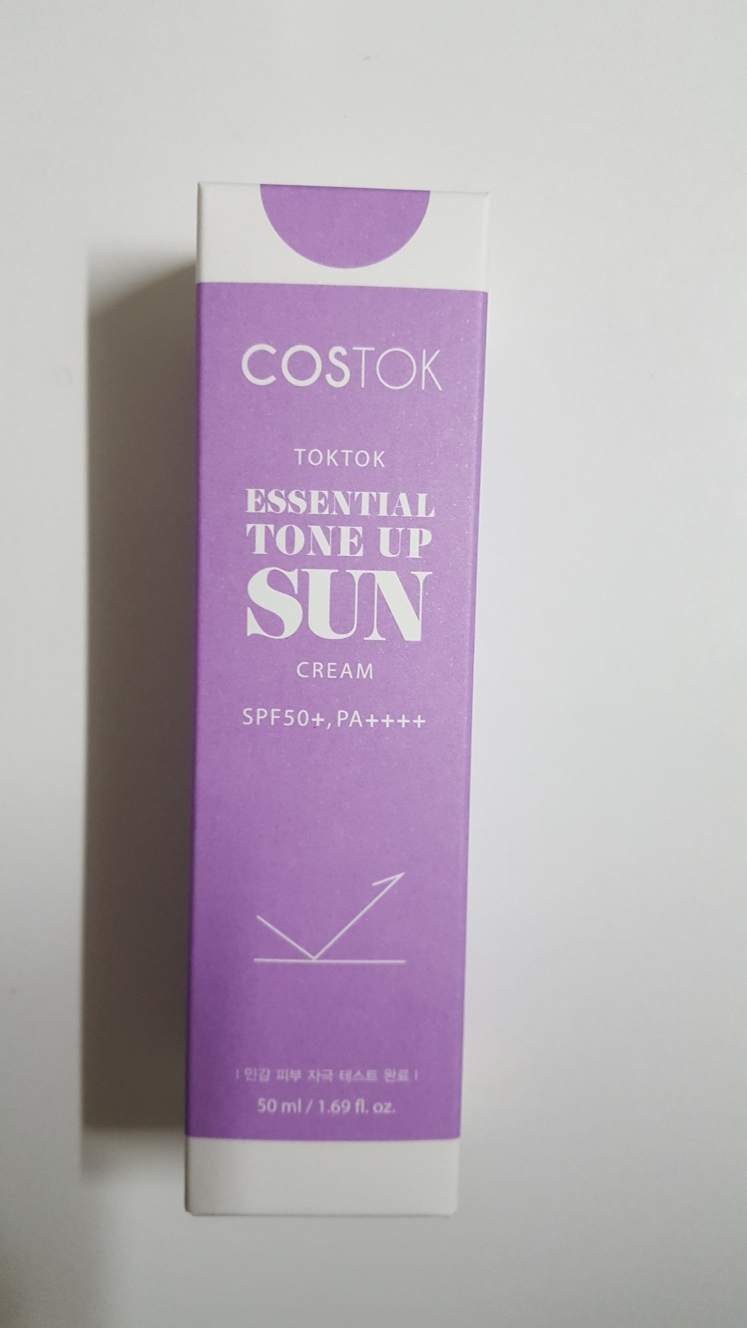 COSTOK
TOKTOK
ESSENTIAL
TONE UP
SUN
CREAM
SPF50+, PA++++
| 민감 피부 자극 테스트 완료 |
50 ml / 1.69 fl. oz.